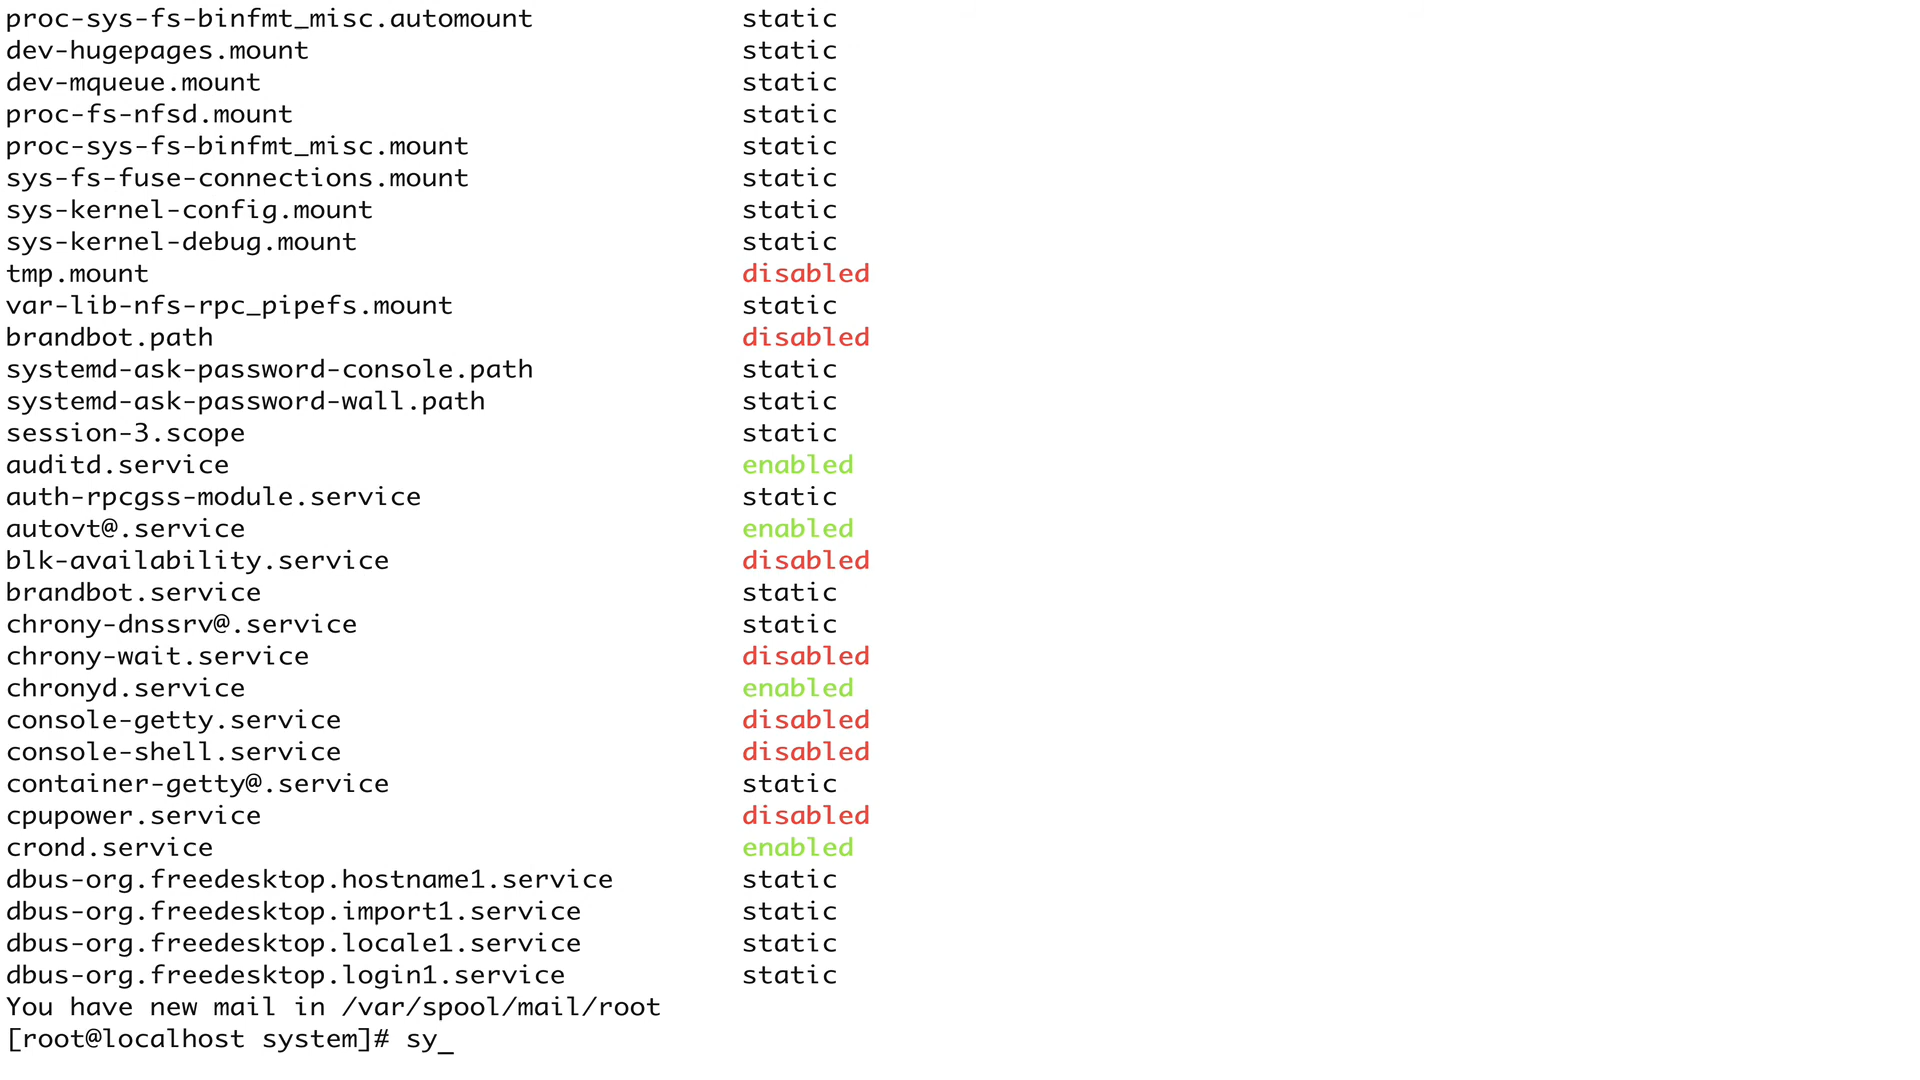 proc-sys-fs-binfmt_misc.automount static
dev-hugepages.mount static
dev-mqueue.mount static
proc-fs-nfsd.mount static
proc-sys-fs-binfmt_misc.mount static
sys-fs-fuse-connections.mount static
sys-kernel-config.mount static
sys-kernel-debug.mount static
tmp.mount disabled
var-lib-nfs-rpc_pipefs.mount static
brandbot.path disabled
systemd-ask-password-console.path static
systemd-ask-password-wall.path static
session-3.scope static
auditd.service enabled
auth-rpcgss-module.service static
autovt@.service enabled
blk-availability.service disabled
brandbot.service static
chrony-dnssrv@.service static
chrony-wait.service disabled
chronyd.service enabled
console-getty.service disabled
console-shell.service disabled
container-getty@.service static
cpupower.service disabled
crond.service enabled
dbus-org.freedesktop.hostname1.service static
dbus-org.freedesktop.import1.service static
dbus-org.freedesktop.locale1.service static
dbus-org.freedesktop.login1.service static
You have new mail in /var/spool/mail/root
[root@localhost system]# sy_